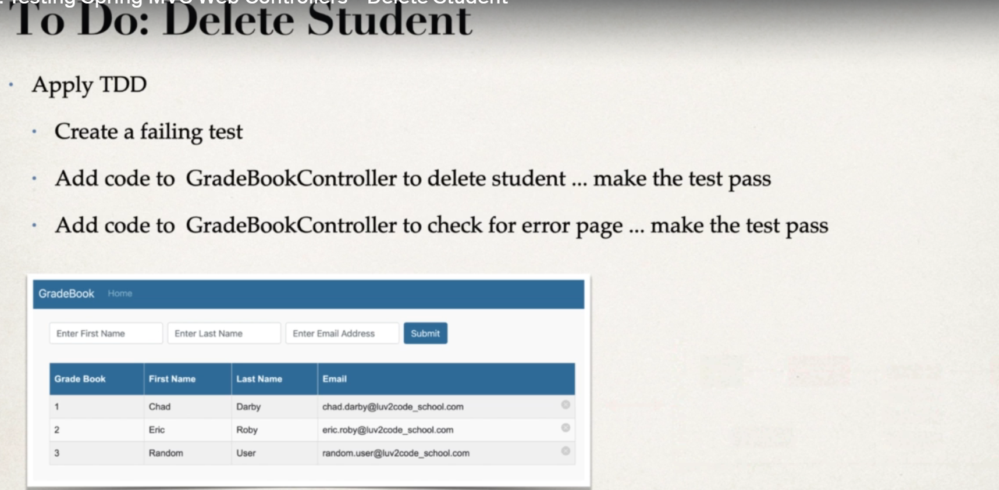 Testing Spring MVC Web Controllers - Delete Student
To Do: Delete Student
Apply TDD
Create a failing test
Add code to GradeBookController to delete student ... make the test pass
Add code to GradeBookController to check for error page ... make the test pass
GradeBook Home
Enter First Name Enter Last Name Enter Email Address Submit
Grade Book First Name Last Name Email
1 Chad Darby chad.darby@luv2code_school.com
2 Eric Roby eric.roby@luv2code_school.com
3 Random User random.user@luv2code_school.com